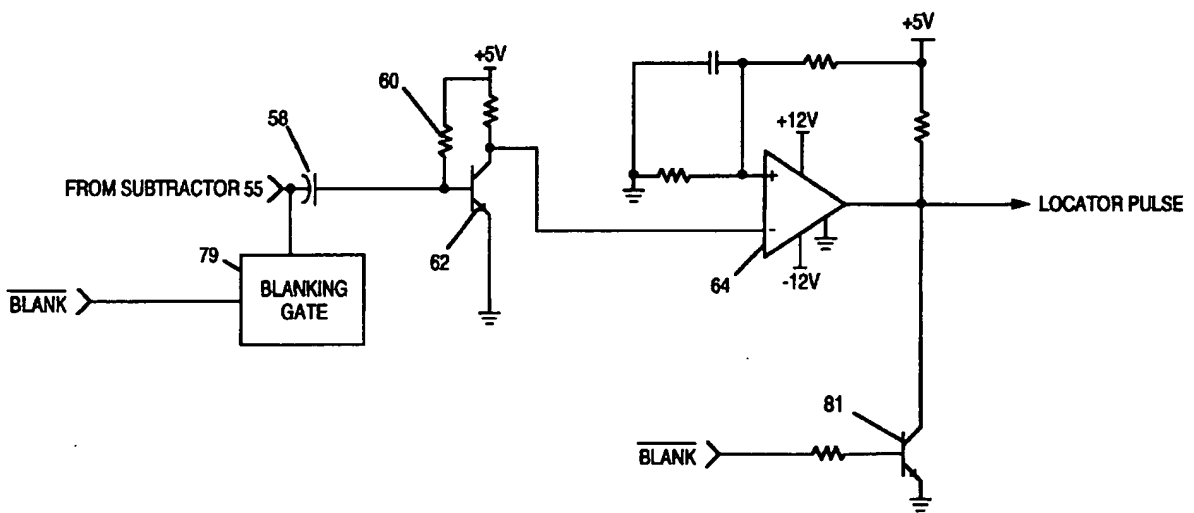 +5V
+5V
60
58
+12V
FROM SUBTRACTOR 55
+
LOCATOR PULSE
-
79
62
64
-12V
BLANKING
GATE
BLANK
81
BLANK